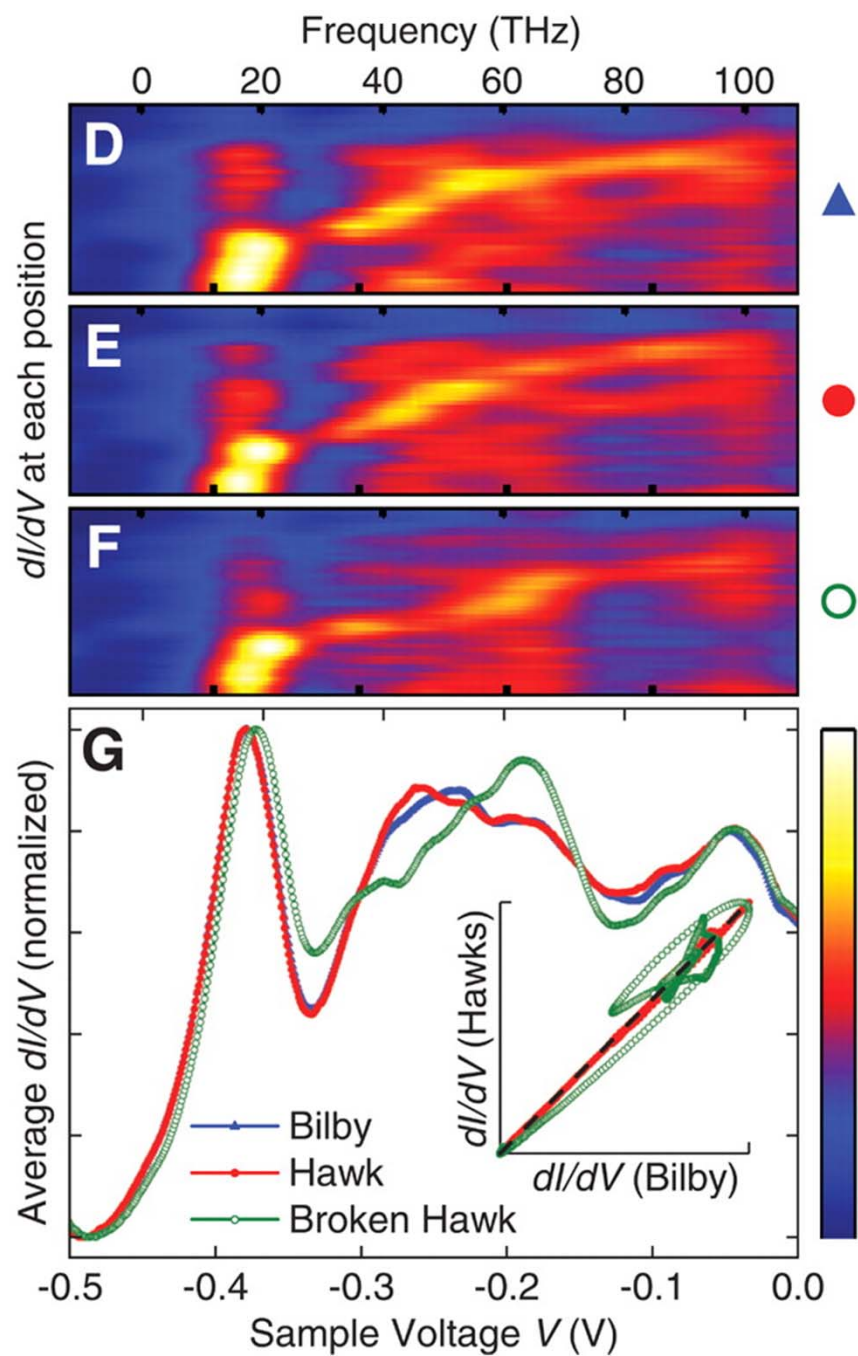 Frequency (THz)
0 20 40 60 80 100
D
E
F
dI/dV at each position
G
Average dI/dV (normalized)
Bilby
Hawk
Broken Hawk
dI/dV (Hawks)
dI/dV (Bilby)
-0.5 -0.4 -0.3 -0.2 -0.1 0.0
Sample Voltage V (V)